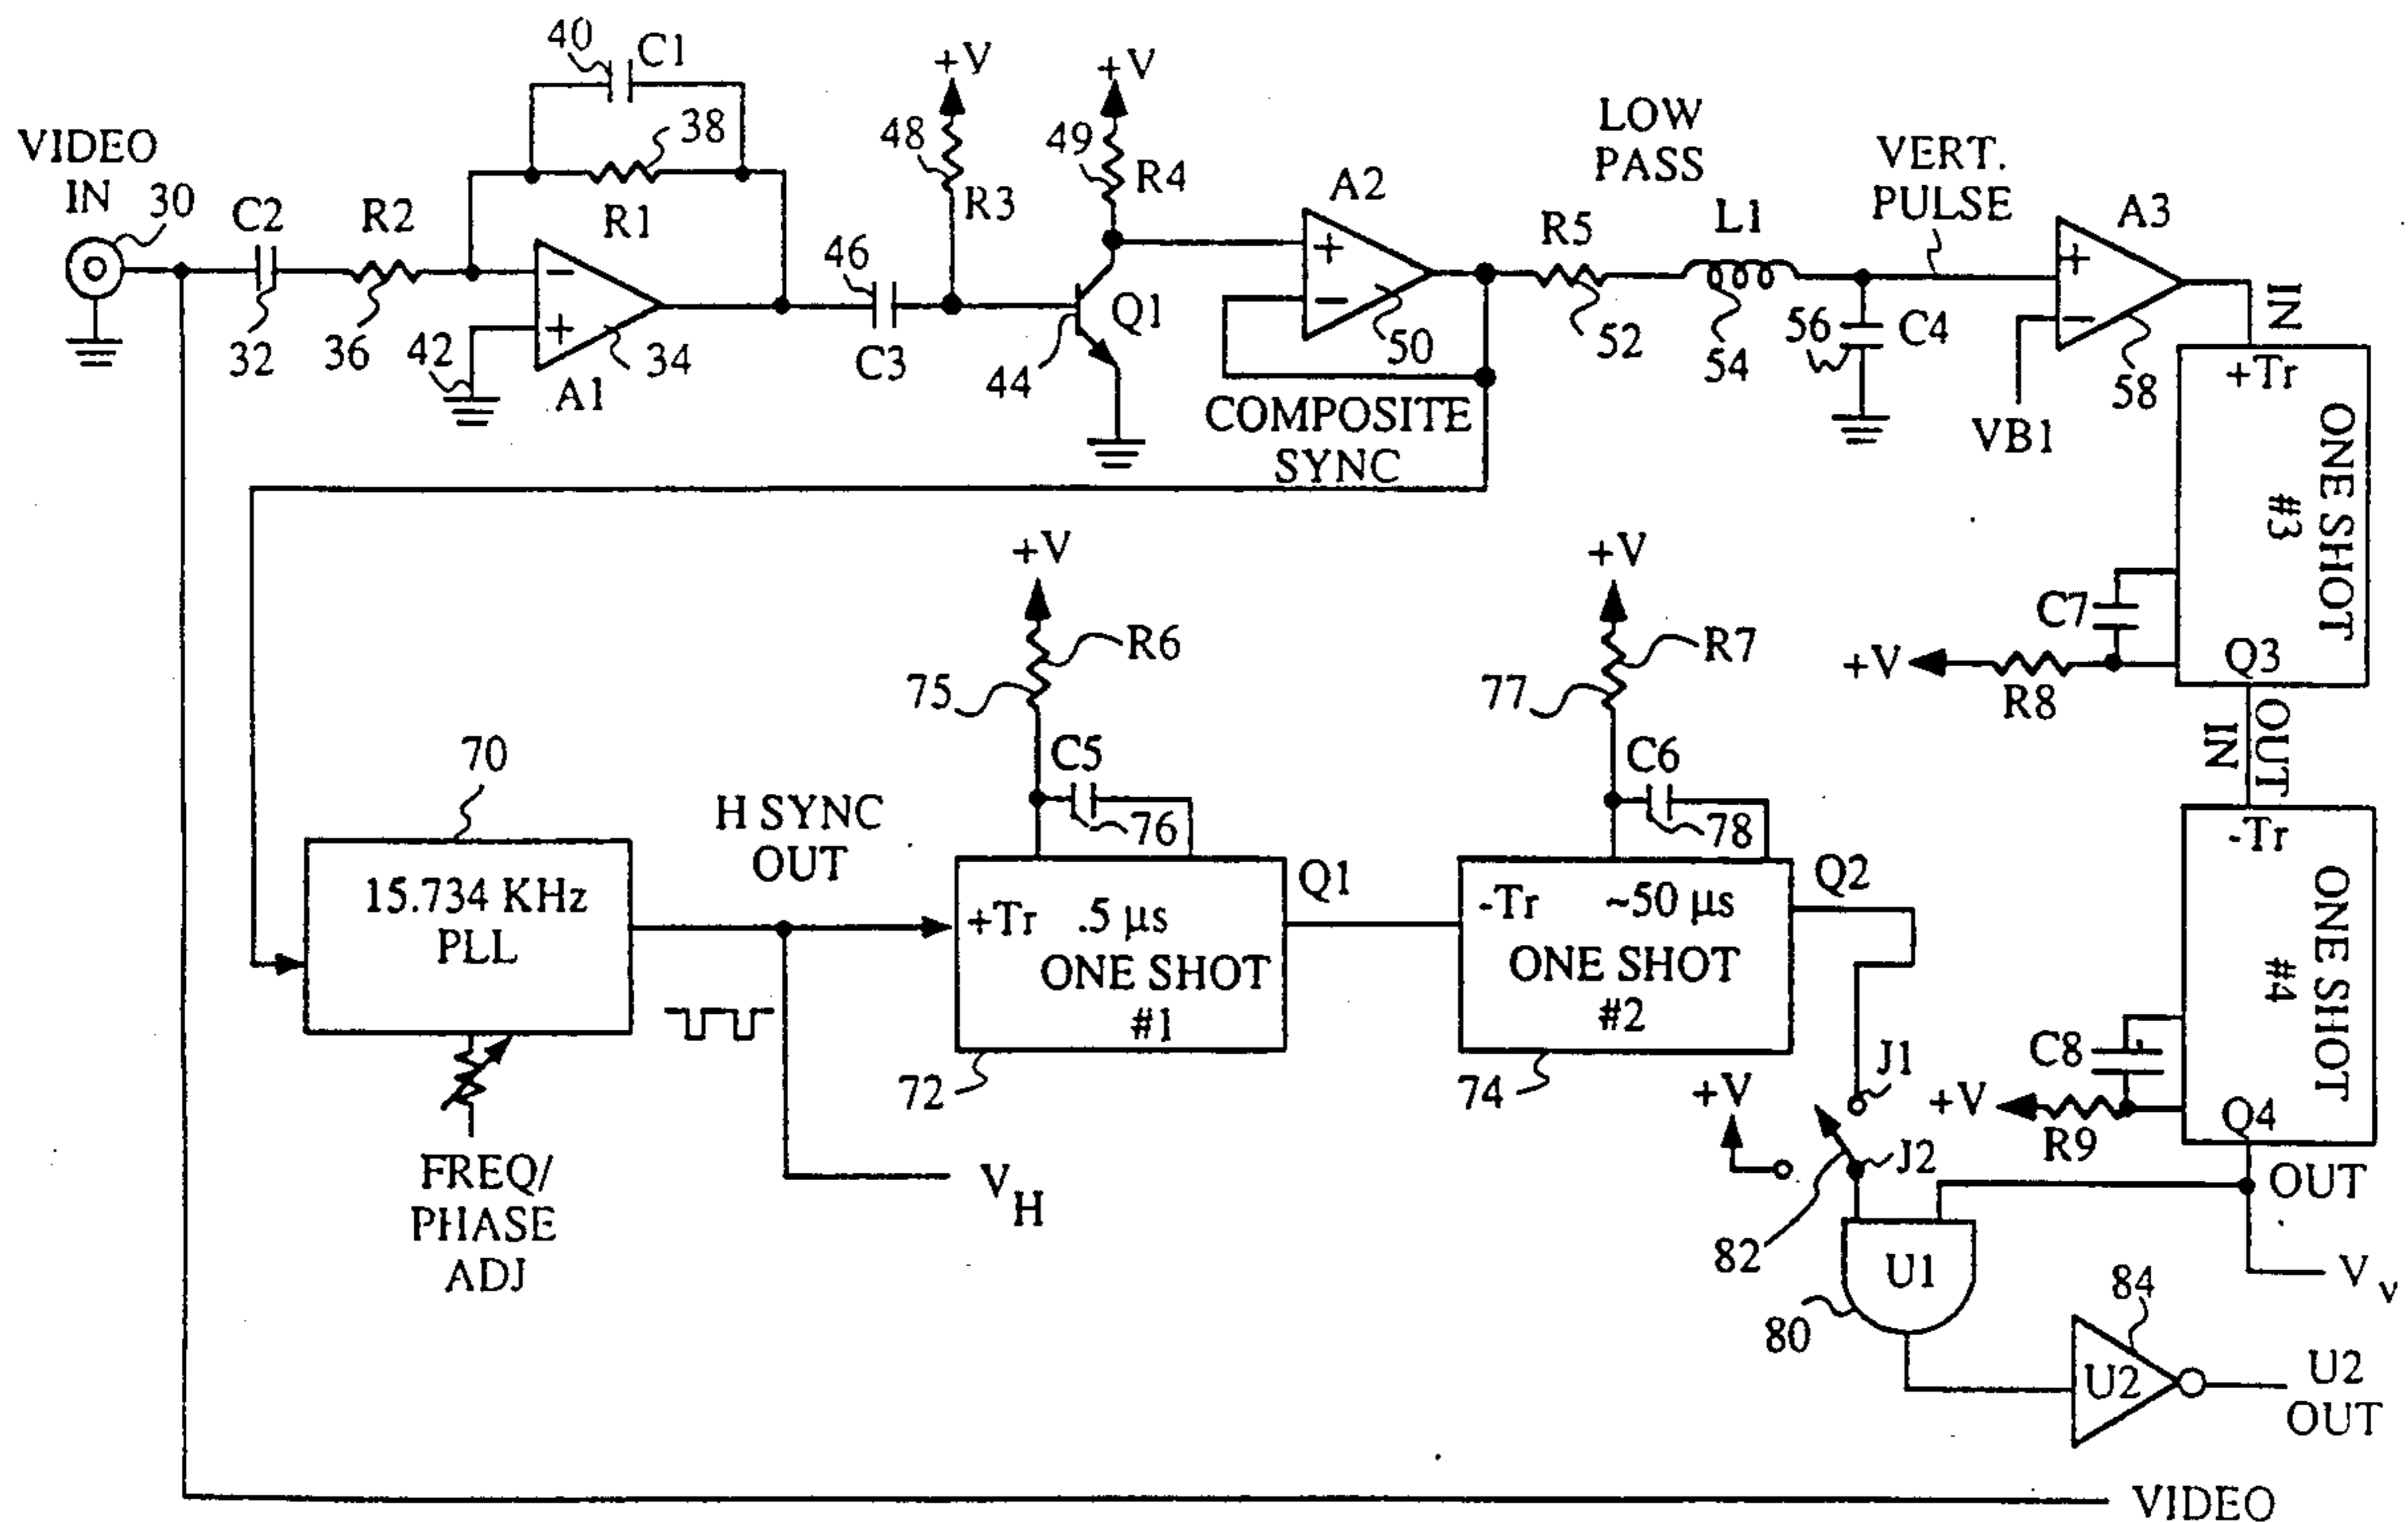 40
C1
+V
+V
VIDEO
IN
30
38
48
49
LOW
PASS
VERT.
PULSE
C2
R2
R1
R3
R4
A2
R5
L1
A3
46
Q1
32
36
42
34
A1
C3
44
50
52
54
56
C4
58
VB1
COMPOSITE
SYNC
IN
+Tr
ONE SHOT
#3
C7
+V
R8
Q3
+V
R6
75
C5
76
+V
R7
77
C6
78
OUT
IN
70
15.734 KHz
PLL
H SYNC
OUT
+Tr .5 µs
ONE SHOT
#1
72
Q1
-Tr ~50 µs
ONE SHOT
#2
74
Q2
-Tr
ONE SHOT
#4
C8
+V
R9
Q4
OUT
FREQ/
PHASE
ADJ
VH
+V
J1
J2
82
U1
80
Vv
84
U2
U2
OUT
VIDEO